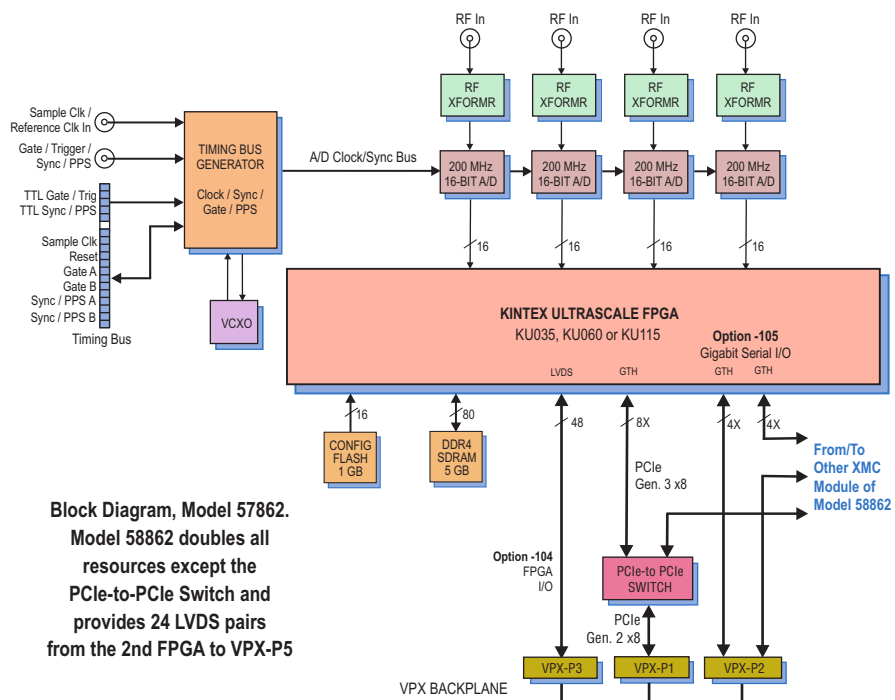 RF In
RF In
RF In
RF In
RF
XFORMR
RF
XFORMR
RF
XFORMR
RF
XFORMR
Sample Clk /
Reference Clk In
Gate / Trigger /
Sync / PPS
TTL Gate / Trig
TTL Sync / PPS
Sample Clk
Reset
Gate A
Gate B
Sync / PPS A
Sync / PPS B
Timing Bus
TIMING BUS
GENERATOR
Clock / Sync /
Gate / PPS
VCXO
A/D Clock/Sync Bus
200 MHz
16-BIT A/D
200 MHz
16-BIT A/D
200 MHz
16-BIT A/D
200 MHz
16-BIT A/D
16
16
16
16
KINTEX ULTRASCALE FPGA
KU035, KU060 or KU115
Option -105
Gigabit Serial I/O
LVDS
GTH
GTH
GTH
16
80
48
8X
4X
4X
CONFIG
FLASH
1 GB
DDR4
SDRAM
5 GB
PCIe
Gen. 3 x8
From/To
Other XMC
Module of
Model 58862
Block Diagram, Model 57862.
Model 58862 doubles all
resources except the
PCIe-to-PCIe Switch and
provides 24 LVDS pairs
from the 2nd FPGA to VPX-P5
Option -104
FPGA
I/O
PCIe-to PCIe
SWITCH
PCIe
Gen. 2 x8
VPX-P3
VPX-P1
VPX-P2
VPX BACKPLANE